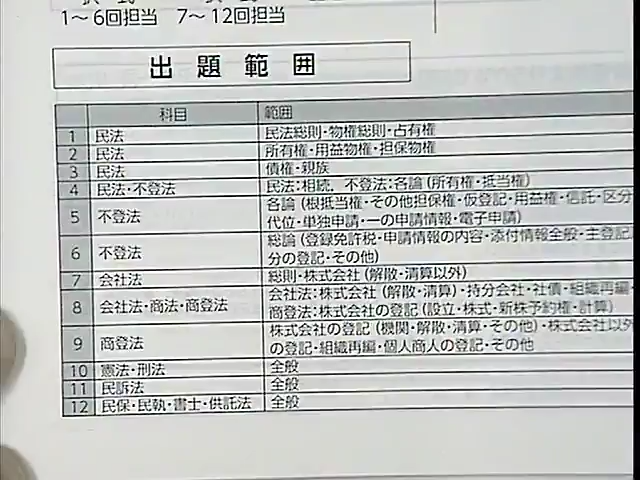 1～6回担当 7～12回担当
出題範囲
科目 範囲
1 民法 民法総則・物権総則・占有権
2 民法 所有権・用益物権・担保物権
3 民法 債権・親族
4 民法・不登法 民法：相続、不登法：各論（所有権・抵当権）
5 不登法 各論（根抵当権・その他担保権・仮登記・用益権・信託・区分
代位・単独申請・一の申請情報・電子申請）
6 不登法 総論（登録免許税・申請情報の内容・添付情報全般・主登記
分の登記・その他）
7 会社法 総則・株式会社（解散・清算以外）
8 会社法・商法・商登法 会社法：株式会社（解散・清算）・持分会社・社債・組織再編・
商登法：株式会社の登記（設立・株式・新株予約権・計算）
9 商登法 株式会社の登記（機関・解散・清算・その他）・株式会社以外
の登記・組織再編・個人商人の登記・その他
10 憲法・刑法 全般
11 民訴法 全般
12 民保・民執・書士・供託法 全般